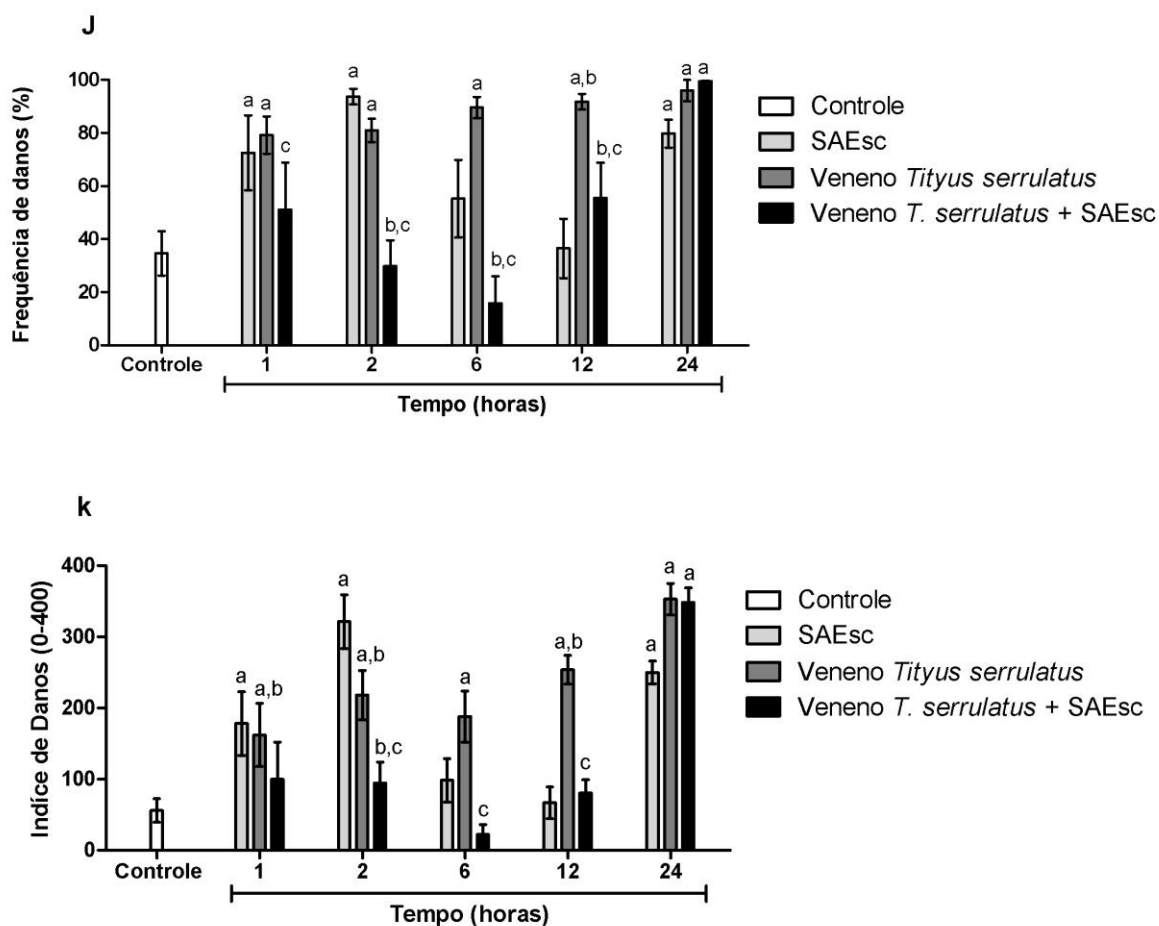 J
Frequência de danos (%)
100
80
60
40
20
0
a
a
c
a
a
b,c
a
b,c
a,b
b,c
a
a
a
Controle
1
2
6
12
24
Tempo (horas)
Controle
SAEsc
Veneno Tityus serrulatus
Veneno T. serrulatus + SAEsc
k
Indíce de Danos (0-400)
400
300
200
100
0
a
a,b
a
a,b
b,c
a
c
a,b
c
a
a
a
Controle
1
2
6
12
24
Tempo (horas)
Controle
SAEsc
Veneno Tityus serrulatus
Veneno T. serrulatus + SAEsc